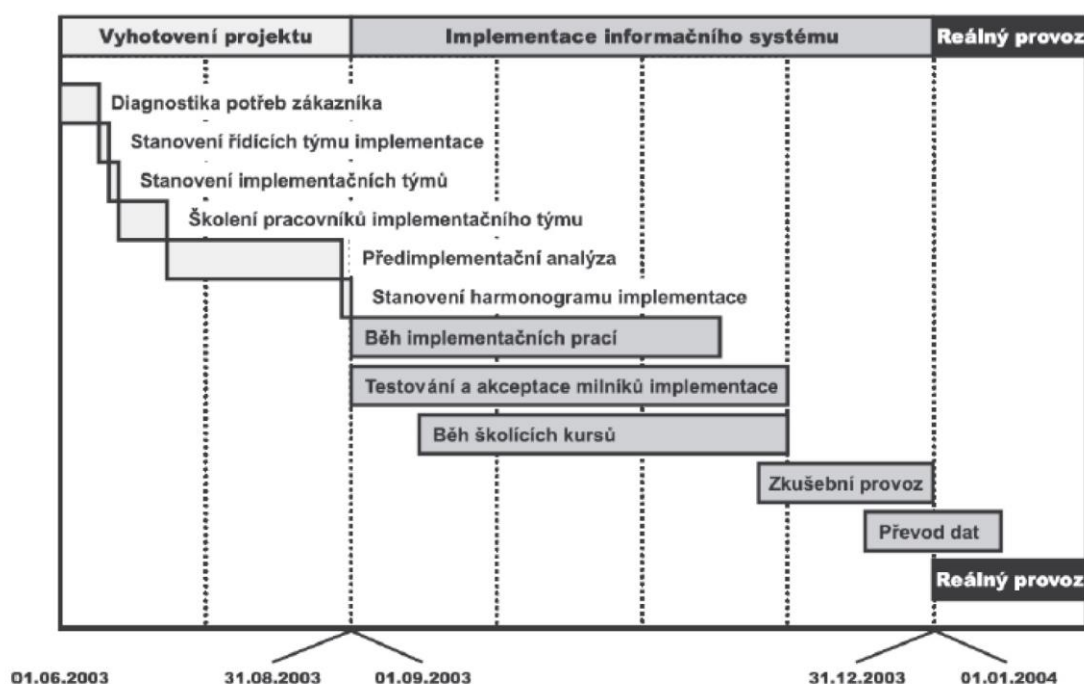 Vyhotovení projektu
Implementace informačního systému
Reálný provoz
Diagnostika potřeb zákazníka
Stanovení řídících týmu implementace
Stanovení implementačních týmů
Školení pracovníků implementačního týmu
Předimplementační analýza
Stanovení harmonogramu implementace
Běh implementačních prací
Testování a akceptace milníků implementace
Běh školících kursů
Zkušební provoz
Převod dat
Reálný provoz
01.06.2003
31.08.2003
01.09.2003
31.12.2003
01.01.2004